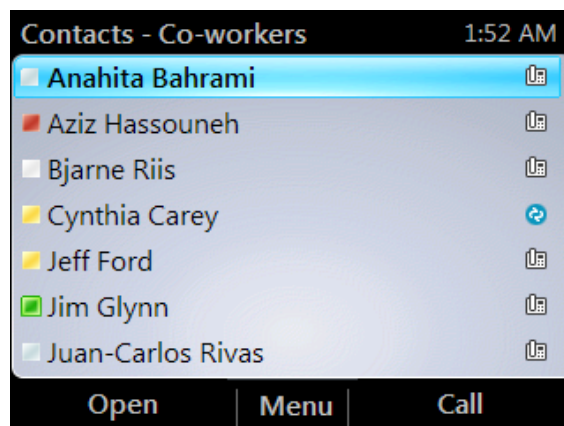 Contacts - Co-workers 1:52 AM
Anahita Bahrami
Aziz Hassouneh
Bjarne Riis
Cynthia Carey
Jeff Ford
Jim Glynn
Juan-Carlos Rivas
Open Menu Call